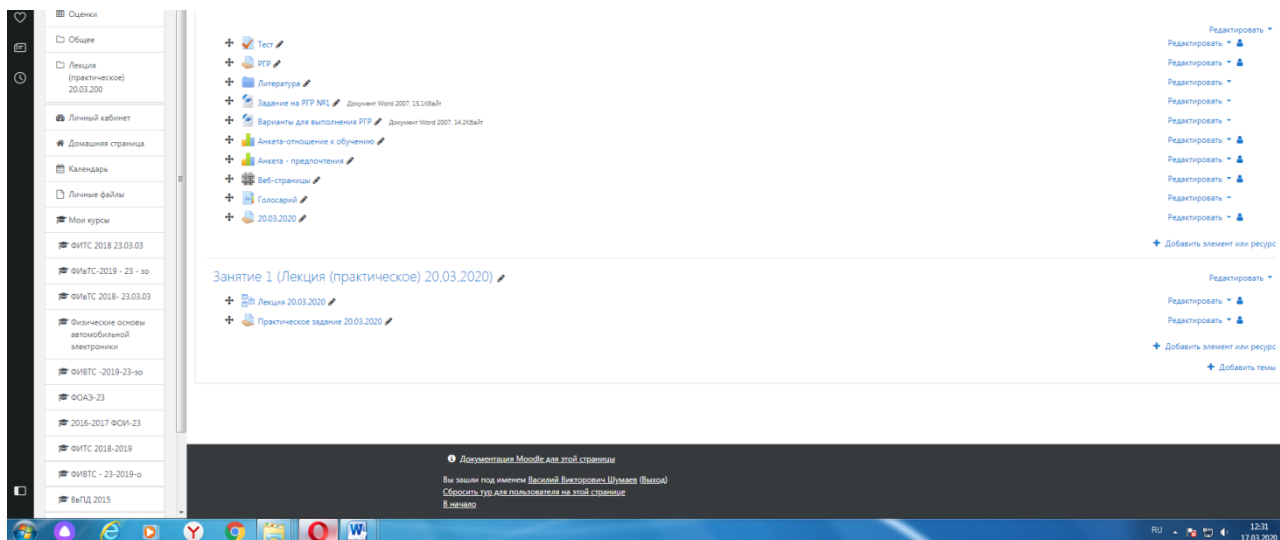 Оценки
Общее
Лекция
(практическое)
20.03.200
Личный кабинет
Домашняя страница
Календарь
Личные файлы
Мои курсы
ФИТС 2018 23.03.03
ФИвТС-2019 - 23 - зо
ФИвТС 2018- 23.03.03
Физические основы
автомобильной
электроники
ФИВТС -2019-23-зо
ФОАЭ-23
2016-2017 ФОИ-23
ФИТС 2018-2019
ФИВТС - 23-2019-о
ВвПД 2015
Редактировать
Тест Редактировать
РГР Редактировать
Литература Редактировать
Задание на РГР №1 Документ Word 2007, 15.1Кбайт Редактировать
Варианты для выполнения РГР Документ Word 2007, 14.2Кбайт Редактировать
Анкета-отношение к обучению Редактировать
Анкета - предпочтения Редактировать
Веб-страницы Редактировать
Голосарий Редактировать
20.03.2020 Редактировать
Добавить элемент или ресурс
Занятие 1 (Лекция (практическое) 20.03.2020) Редактировать
Лекция 20.03.2020 Редактировать
Практическое задание 20.03.2020 Редактировать
Добавить элемент или ресурс
Добавить темы
Документация Moodle для этой страницы
Вы зашли под именем Василий Викторович Шумаев (Выход)
Сбросить тур для пользователя на этой странице
В начало
RU 12:31
17.03.2020